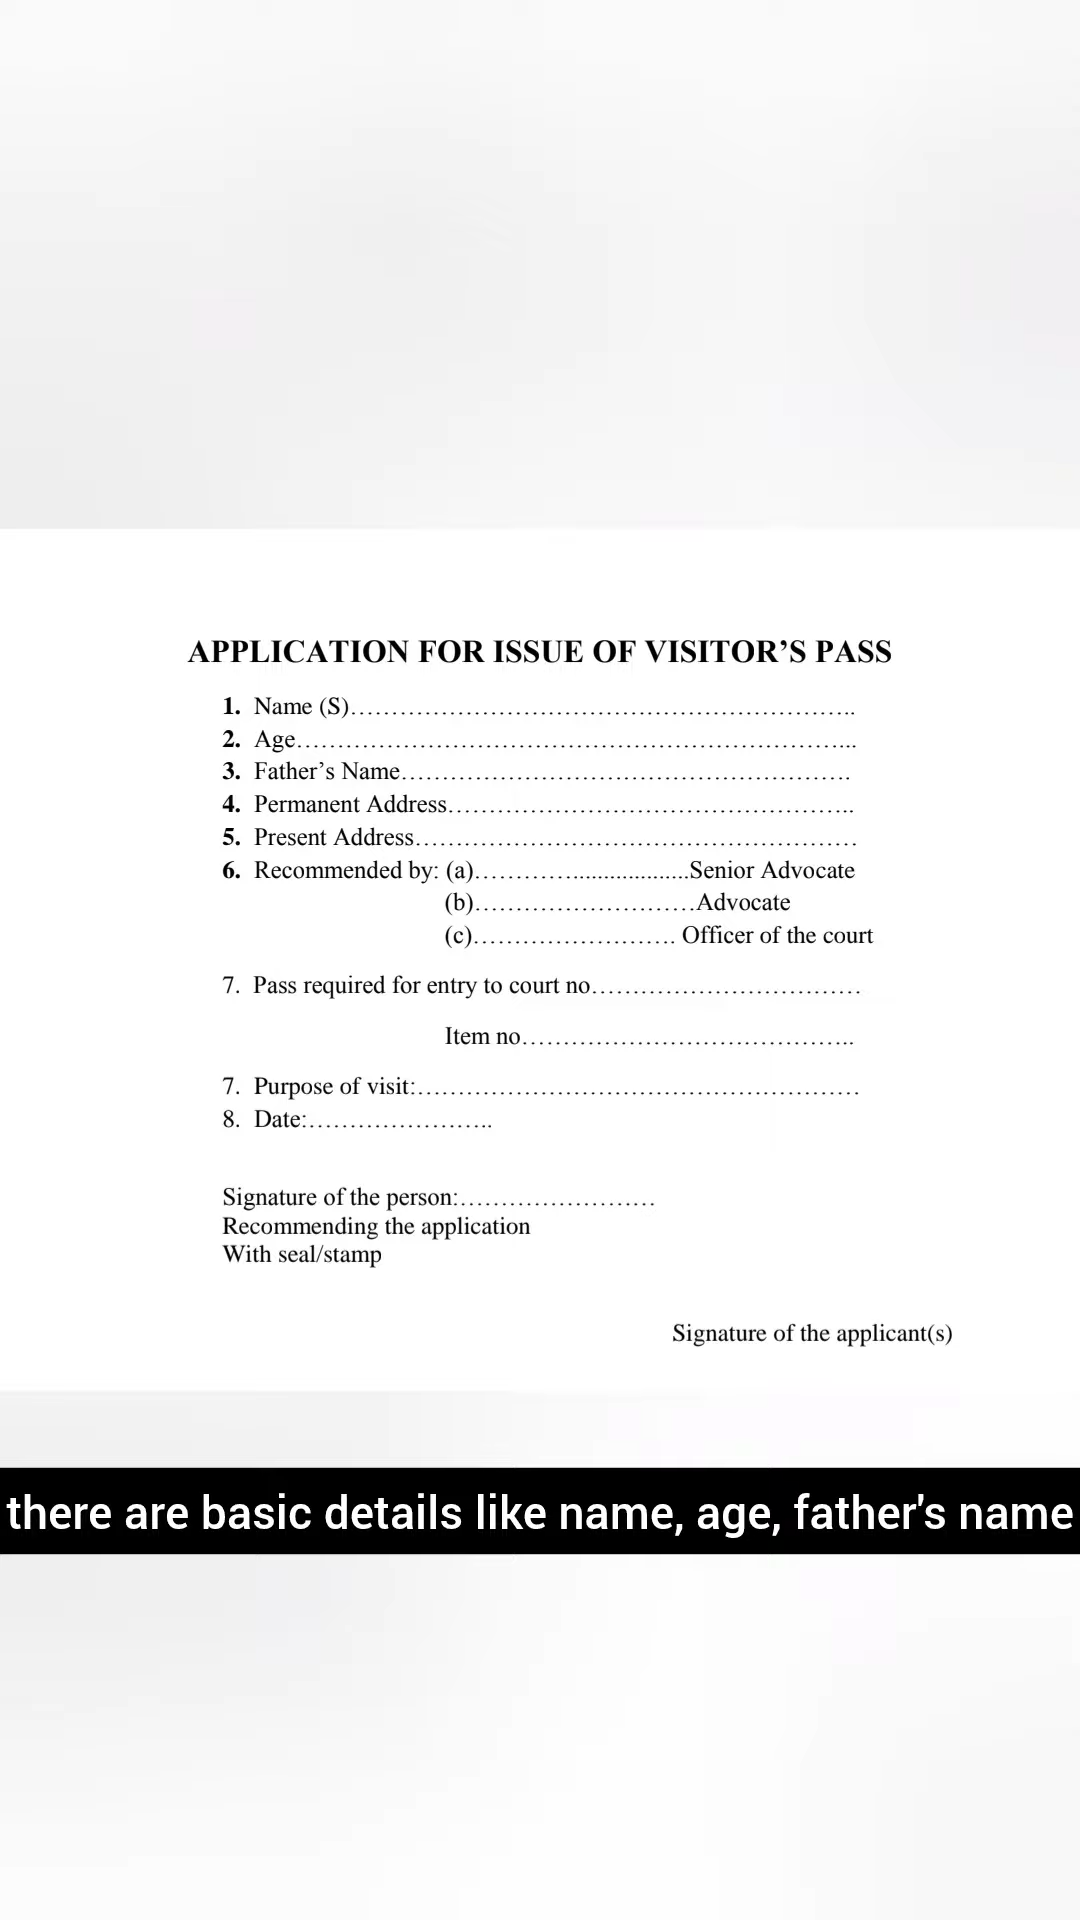 APPLICATION FOR ISSUE OF VISITOR’S PASS
1. Name (S)……………………………………………………..
2. Age…………………………………………………………...
3. Father’s Name……………………………………………….
4. Permanent Address…………………………………………..
5. Present Address………………………………………………
6. Recommended by: (a)…………...................Senior Advocate
(b)………………………Advocate
(c)……………………. Officer of the court
7. Pass required for entry to court no……………………………
Item no…………………………………..
7. Purpose of visit:………………………………………………
8. Date:…………………..
Signature of the person:……………………
Recommending the application
With seal/stamp
Signature of the applicant(s)
there are basic details like name, age, father's name